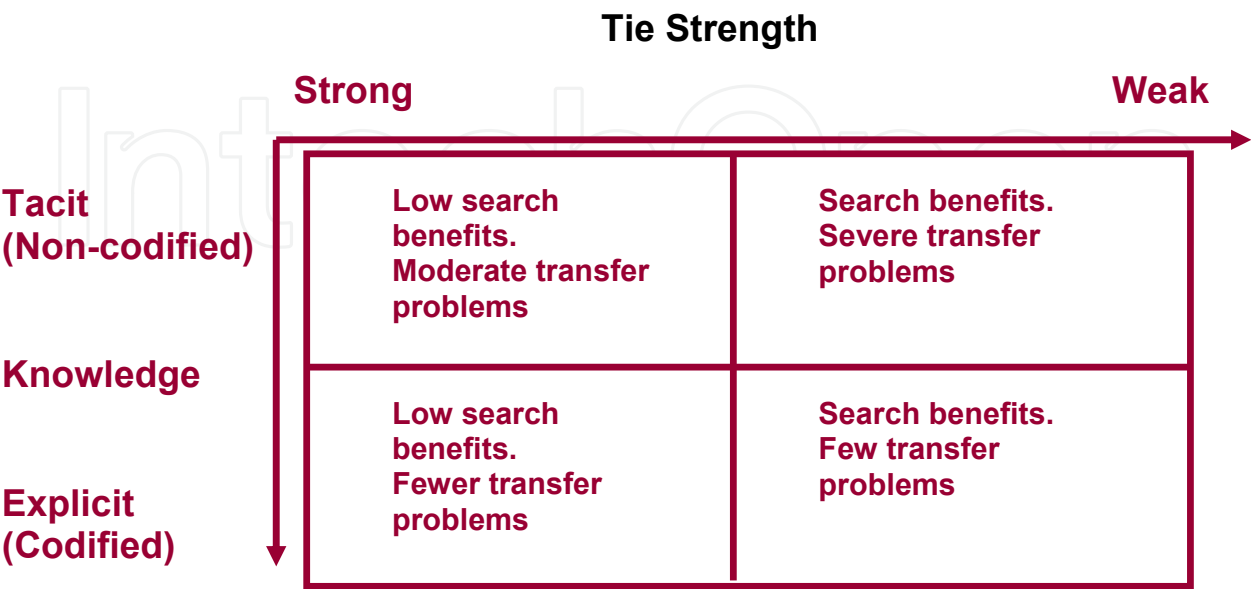 Tie Strength
Strong
Weak
Tacit
(Non-codified)
Low search
benefits.
Moderate transfer
problems
Search benefits.
Severe transfer
problems
Knowledge
Low search
benefits.
Fewer transfer
problems
Search benefits.
Few transfer
problems
Explicit
(Codified)
IntechOpen